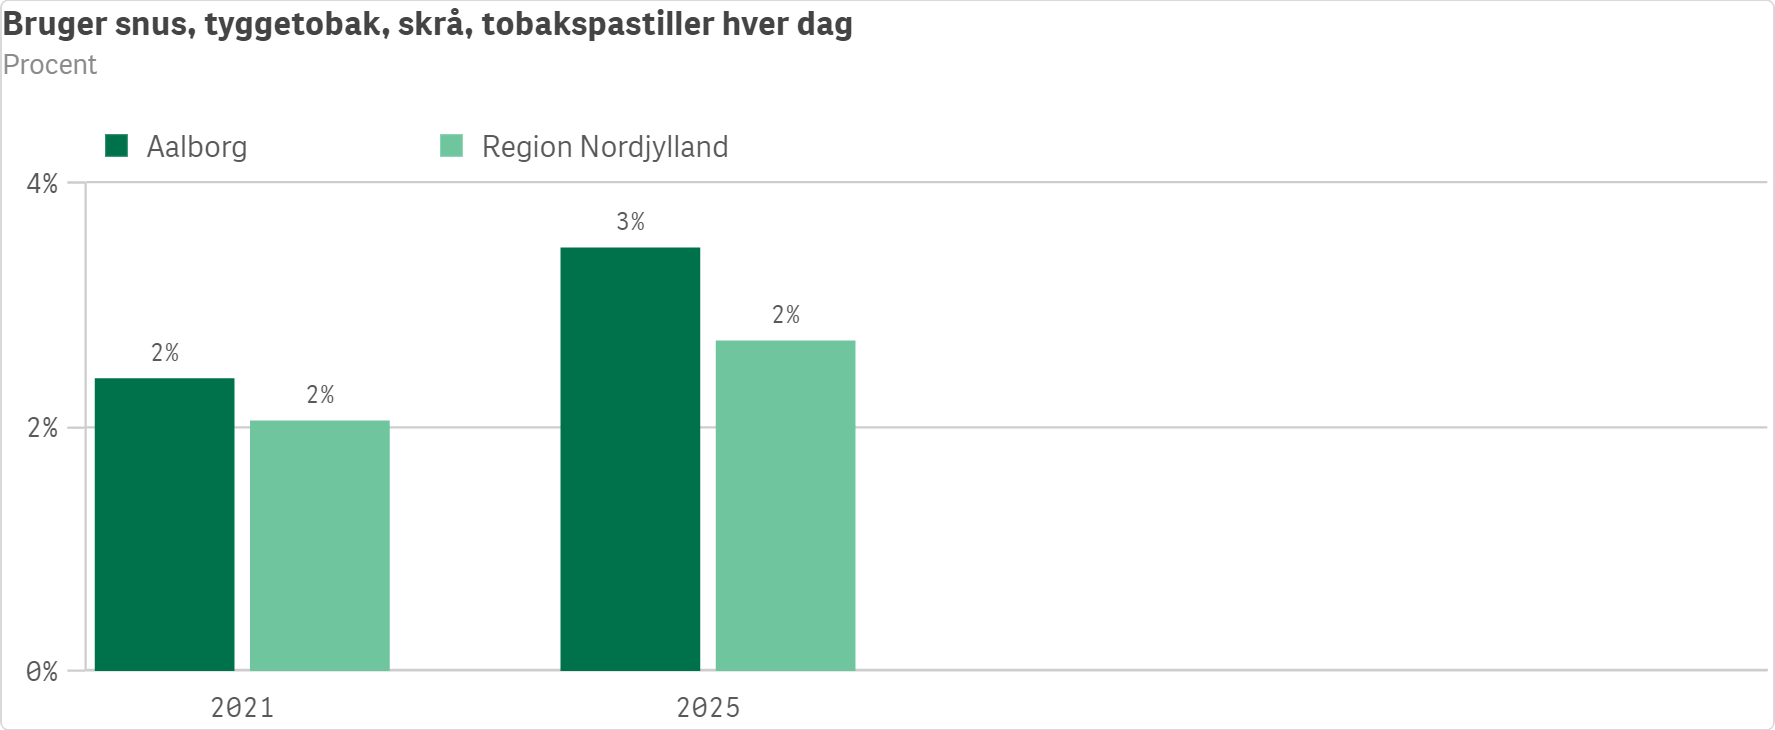 Bruger snus, tyggetobak, skrå, tobakspastiller hver dag
Procent
Aalborg Region Nordjylland
4%
3%
2%
2%
2%
2%
0%
2021 2025